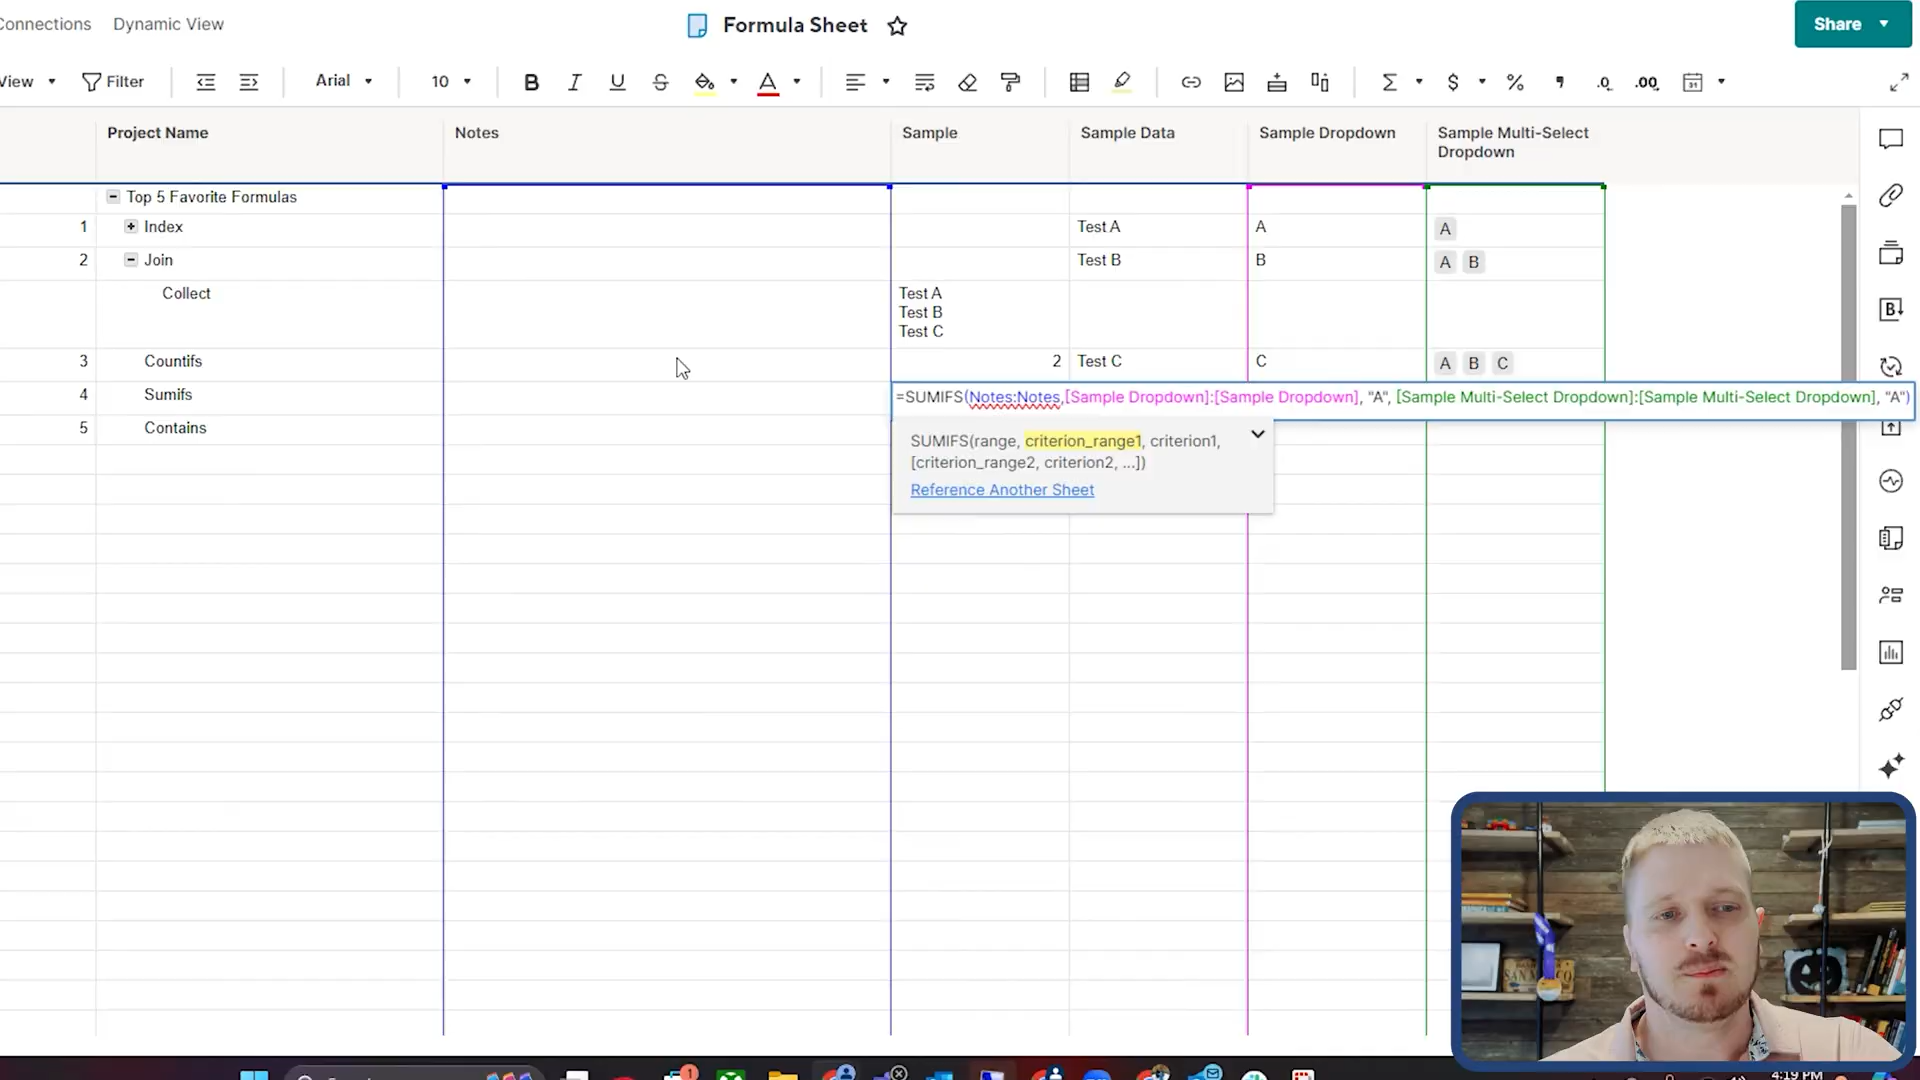 Connections Dynamic View
Formula Sheet
Share
View
Filter
Arial
10
Project Name
Notes
Sample
Sample Data
Sample Dropdown
Sample Multi-Select
Dropdown
Top 5 Favorite Formulas
1 Index Test A A A
2 Join Test B B A B
Collect
Test A
Test B
Test C
3 Countifs 2 Test C C A B C
4 Sumifs
=SUMIFS(Notes:Notes,[Sample Dropdown]:[Sample Dropdown], "A", [Sample Multi-Select Dropdown]:[Sample Multi-Select Dropdown], "A")
5 Contains
SUMIFS(range, criterion_range1, criterion1,
[criterion_range2, criterion2, ...])
Reference Another Sheet
4:19 PM